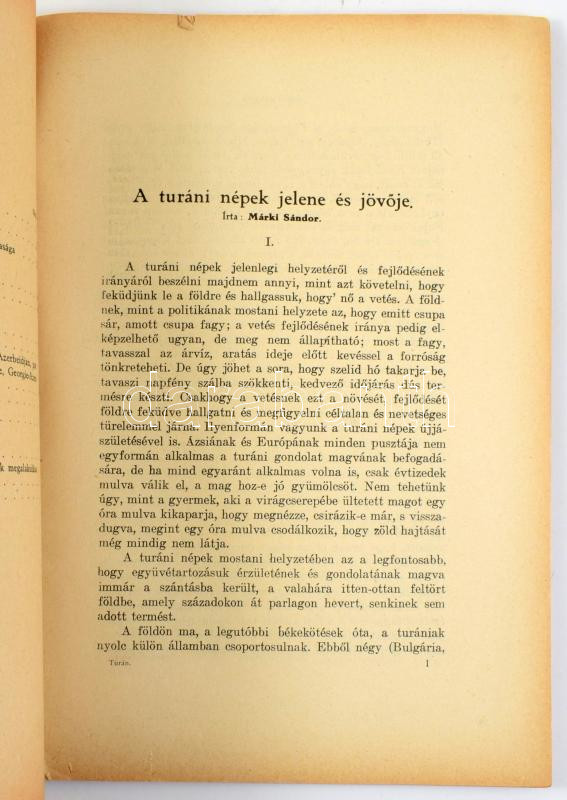 asága
Azerbeidzsa,
e, Georgia
k megalakulása
A turáni népek jelene és jövője.
Írta: Márki Sándor.
I.
A turáni népek jelenlegi helyzetéről és fejlődésének
irányáról beszélni majdnem annyi, mint azt követelni, hogy
feküdjünk le a földre és hallgassuk, hogy' nő a vetés. A föld-
nek, mint a politikának mostani helyzete az, hogy emitt csupa
sár, amott csupa fagy; a vetés fejlődésének iránya pedig el-
képzelhető ugyan, de meg nem állapítható; most a fagy,
tavasszal az árvíz, aratás ideje előtt kevéssel a forróság
tönkreteheti. De úgy jöhet a sora, hogy szelid hó takarja be,
tavaszi napfény szálba szökkenti, kedvező időjárás dús ter-
mésre készti. Csakhogy a vetésnek ezt a növését, fejlődését
földre feküdve hallgatni és megfigyelni céltalan és nevetséges
türelemmel járna. Ilyenformán vagyunk a turáni népek újjá-
születésével is. Ázsiának és Európának minden pusztája nem
egyformán alkalmas a turáni gondolat magvának befogadá-
sára, de ha mind egyaránt alkalmas volna is, csak évtizedek
mulva válik el, a mag hoz-e jó gyümölcsöt. Nem tehetünk
úgy, mint a gyermek, aki a virágcserepébe ültetett magot egy
óra mulva kikaparja, hogy megnézze, csirázik-e már, s vissza-
dugva, megint egy óra mulva csodálkozik, hogy zöld hajtását
még mindig nem látja.
A turáni népek mostani helyzetében az a legfontosabb,
hogy együvétartozásuk érzületének és gondolatának magva
immár a szántásba került, a valahára itten-ottan feltört
földbe, amely századokon át parlagon hevert, senkinek sem
adott termést.
A földön ma, a legutóbbi békekötések óta, a turániak
nyolc külön államban csoportosulnak. Ebből négy (Bulgária,
Turán. 1